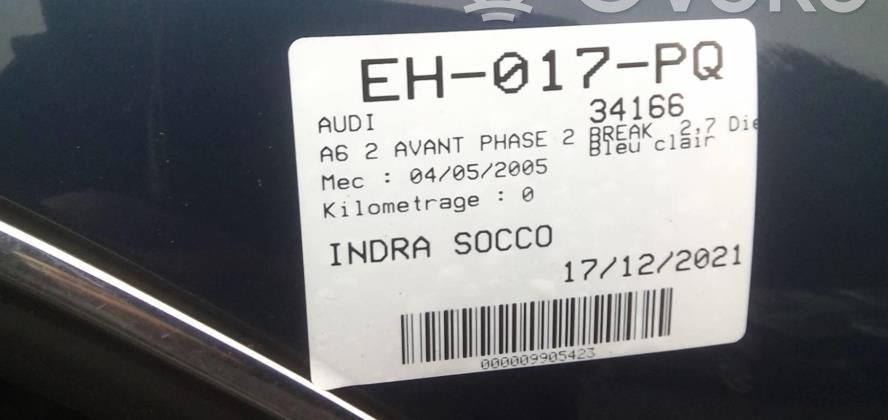 EH-017-PQ
34166
AUDI
A6 2 AVANT PHASE 2 BREAK 2,7 Die
Bleu clair
Mec : 04/05/2005
Kilometrage : 0
INDRA SOCCO
17/12/2021
000009905423